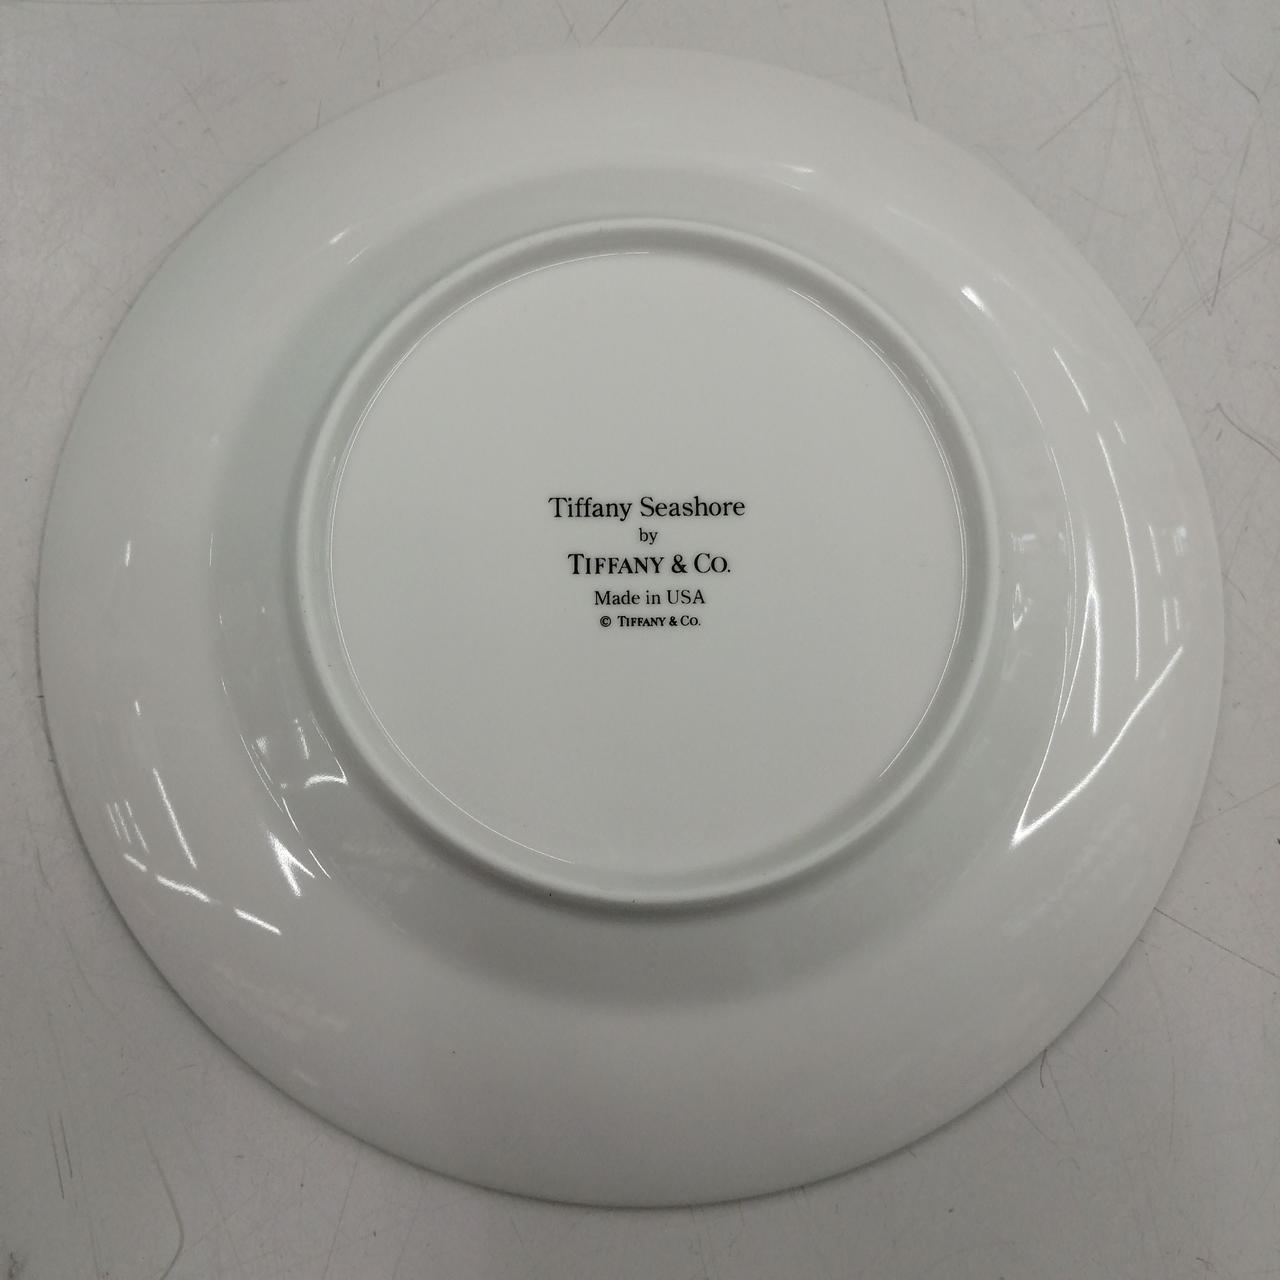 Tiffany Seashore
by
TIFFANY & CO.
Made in USA
© TIFFANY & CO.